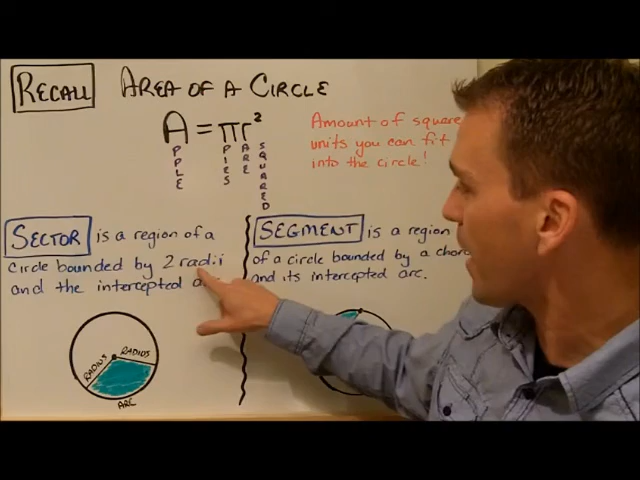 RECALL AREA OF A CIRCLE
A = πr²
APPLE PIES ARE SQUARED
Amount of square
units you can fit
into the circle!
SECTOR is a region of a
circle bounded by 2 radii
and the intercepted
SEGMENT is a region
of a circle bounded by a
and its intercepted arc.
RADIUS RADIUS
ARC